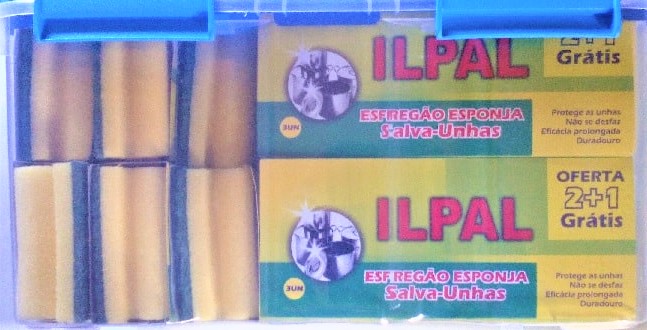 ILPAL
2+1
Grátis
ESFREGÃO ESPONJA
Salva-Unhas
3UN
Protege as unhas
Não se desfaz
Eficácia prolongada
Duradouro
OFERTA
2+1
Grátis
ILPAL
ESFREGÃO ESPONJA
Salva-Unhas
3UN
Protege as unhas
Não se desfaz
Eficácia prolongada
Duradouro